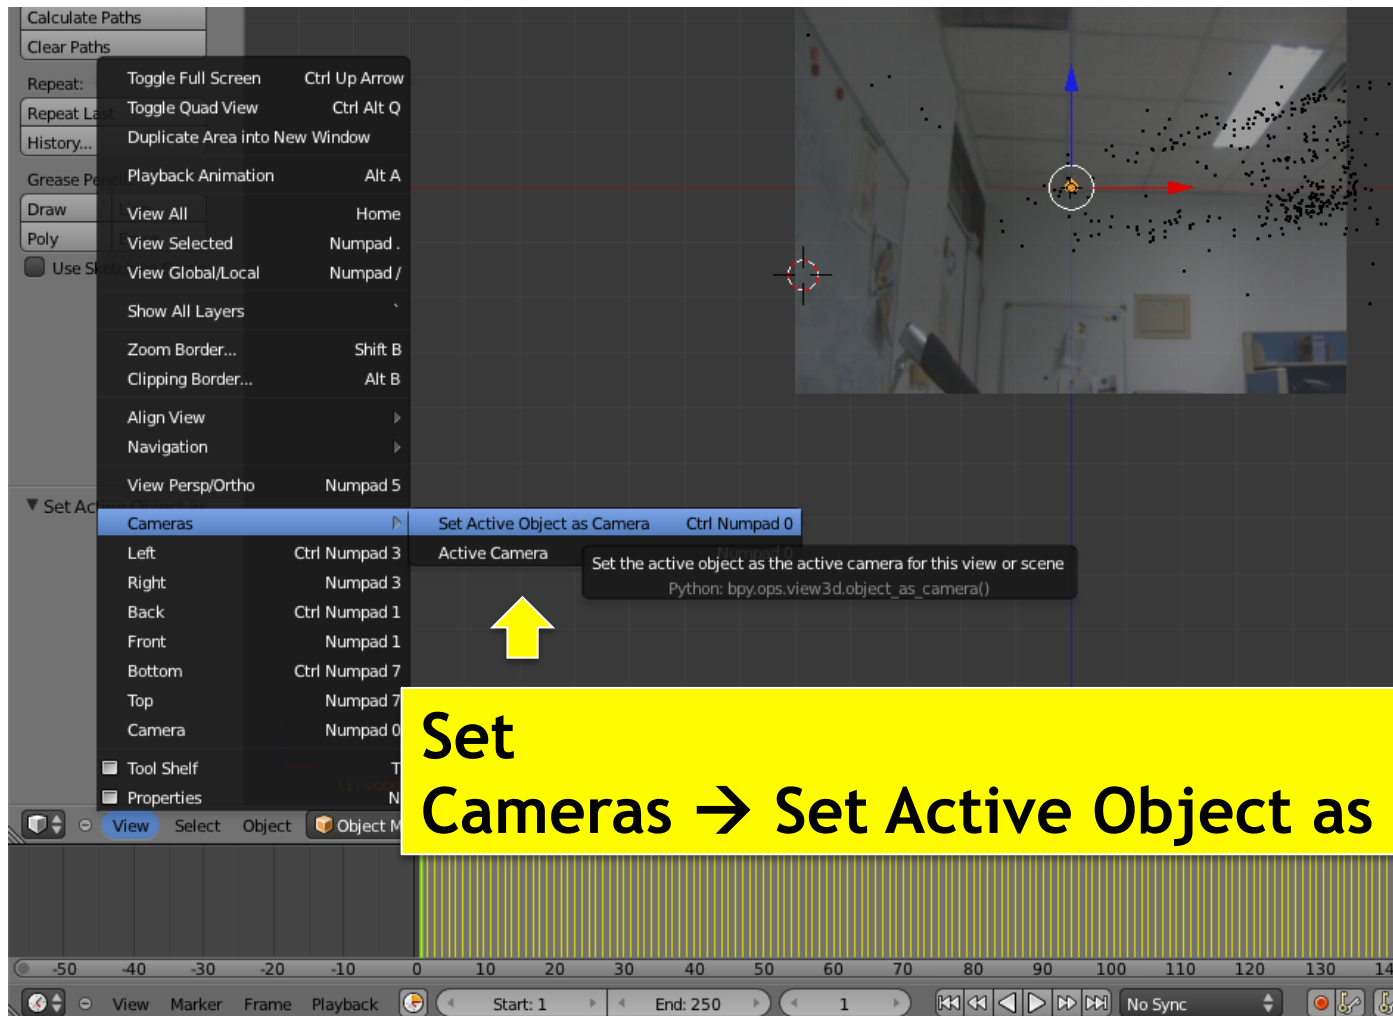 Calculate Paths
Clear Paths
Repeat:
Repeat Las
History...
Grease Penc
Draw
Poly
Use Sk
Set Ac
Toggle Full Screen Ctrl Up Arrow
Toggle Quad View Ctrl Alt Q
Duplicate Area into New Window
Playback Animation Alt A
View All Home
View Selected Numpad .
View Global/Local Numpad /
Show All Layers `
Zoom Border... Shift B
Clipping Border... Alt B
Align View
Navigation
View Persp/Ortho Numpad 5
Cameras
Left Ctrl Numpad 3
Right Numpad 3
Back Ctrl Numpad 1
Front Numpad 1
Bottom Ctrl Numpad 7
Top Numpad 7
Camera Numpad 0
Tool Shelf T
Properties N
Set Active Object as Camera Ctrl Numpad 0
Active Camera Numpad 0
Set the active object as the active camera for this view or scene
Python: bpy.ops.view3d.object_as_camera()
Set
Cameras → Set Active Object as
View Select Object Object M
-50 -40 -30 -20 -10 0 10 20 30 40 50 60 70 80 90 100 110 120 130 14
View Marker Frame Playback Start: 1 End: 250 1 No Sync